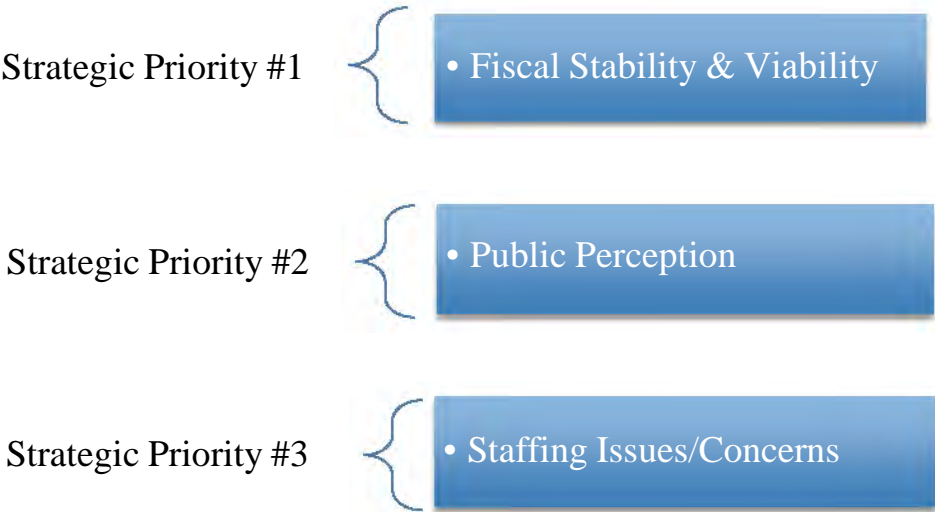 Strategic Priority #1
• Fiscal Stability & Viability
Strategic Priority #2
• Public Perception
Strategic Priority #3
• Staffing Issues/Concerns